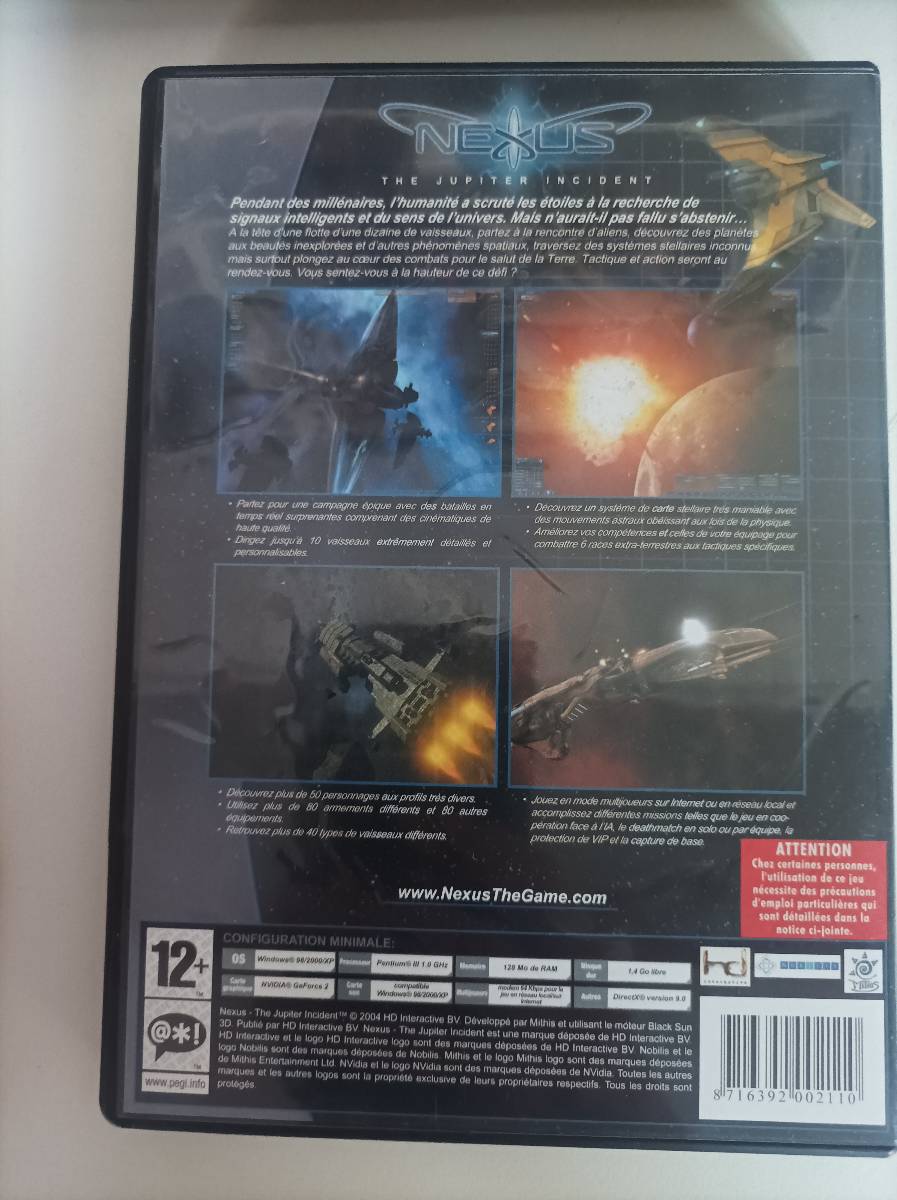 NEXUS
THE JUPITER INCIDENT
Pendant des millénaires, l'humanité a scruté les étoiles à la recherche de
signaux intelligents et du sens de l'univers. Mais n'aurait-il pas fallu s'abstenir...
A la tête d'une flotte d'une dizaine de vaisseaux, partez à la rencontre d'aliens, découvrez des planètes
aux beautés inexplorées et d'autres phénomènes spatiaux, traversez des systèmes stellaires inconnus
mais surtout plongez au cœur des combats pour le salut de la Terre. Tactique et action seront au
rendez-vous. Vous sentez-vous à la hauteur de ce défi ?
• Partez pour une campagne épique avec des batailles en
temps réel surprenantes comprenant des cinématiques de
haute qualité.
• Dirigez jusqu'à 10 vaisseaux extrêmement détaillés et
personnalisables.
• Découvrez un système de carte stellaire très maniable avec
des mouvements astraux obéissant aux lois de la physique.
• Améliorez vos compétences et celles de votre équipage pour
combattre 6 races extra-terrestres aux tactiques spécifiques.
• Découvrez plus de 50 personnages aux profils très divers.
• Utilisez plus de 80 armements différents et 80 autres
équipements.
• Retrouvez plus de 40 types de vaisseaux différents.
• Jouez en mode multijoueurs sur Internet ou en réseau local et
accomplissez différentes missions telles que le jeu en coo-
pération face à l'IA, le deathmatch en solo ou par équipe, la
protection de VIP et la capture de base.
ATTENTION
Chez certaines personnes,
l'utilisation de ce jeu
nécessite des précautions
d'emploi particulières qui
sont détaillées dans la
notice ci-jointe.
www.NexusTheGame.com
12+
CONFIGURATION MINIMALE:
OS Windows® 98/2000/XP Processeur Pentium® III 1.0 GHz Mémoire 128 Mo de RAM Disque dur 1,4 Go libre
Carte graphique NVIDIA® GeForce 2 Carte son compatible Windows® 98/2000/XP Multijoueurs modem 64 Kbps pour le jeu en réseau local/sur internet Autres DirectX® version 9.0
hd INTERACTIVE
NOBILIS
MITHIS
@*!
www.pegi.info
Nexus - The Jupiter Incident™ © 2004 HD Interactive BV. Développé par Mithis et utilisant le moteur Black Sun
3D. Publié par HD Interactive BV. Nexus - The Jupiter Incident est une marque déposée de HD Interactive BV.
HD Interactive et le logo HD Interactive logo sont des marques déposées de HD Interactive BV. Nobilis et le
logo Nobilis sont des marques déposées de Nobilis. Mithis et le logo Mithis logo sont des marques déposées
de Mithis Entertainment Ltd. NVidia et le logo NVidia sont des marques déposées de NVidia. Toutes les autres
marques et les autres logos sont la propriété exclusive de leurs propriétaires respectifs. Tous les droits sont
protégés.
8 716392 002110